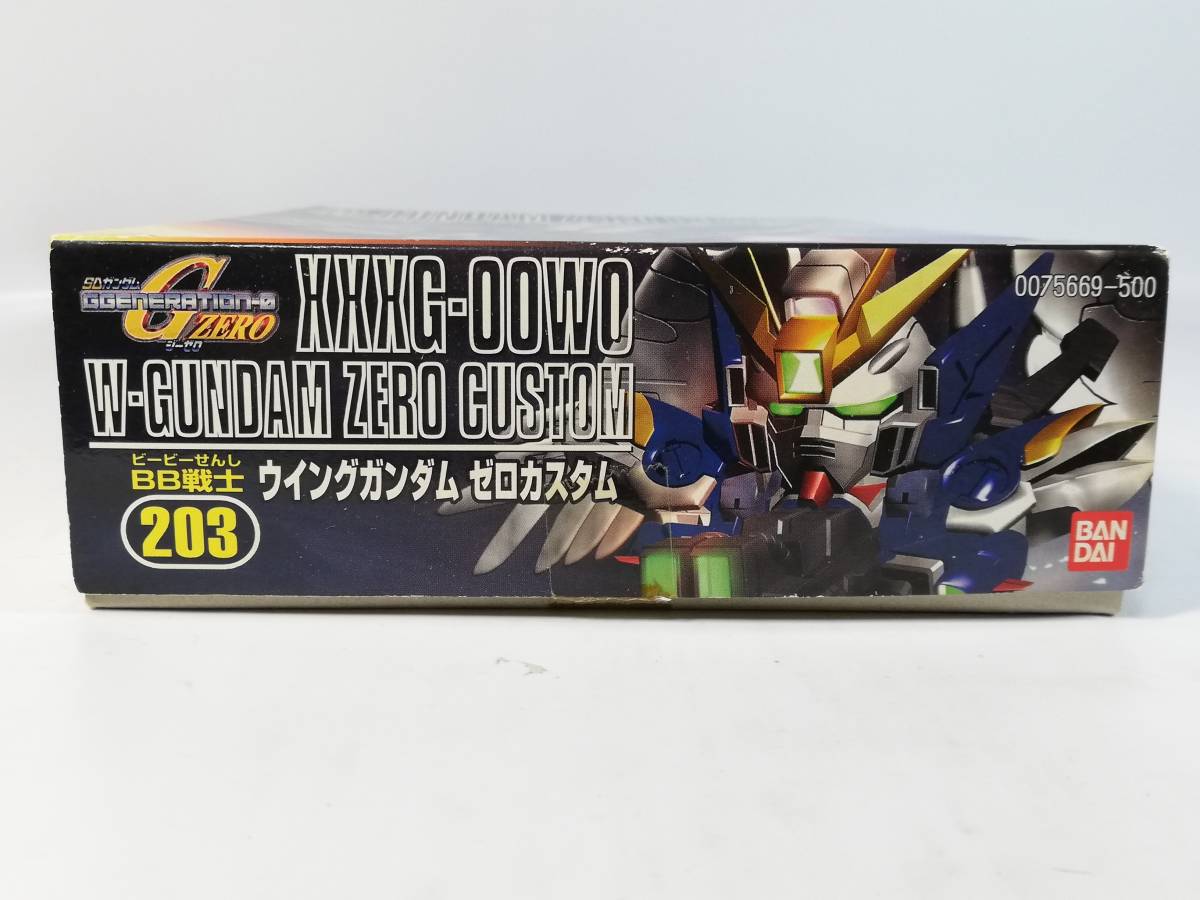 SDガンダム
GGENERATION-0
G ZERO
ジーゼロ
XXXG-00W0
W-GUNDAM ZERO CUSTOM
ビービーせんし
BB戦士
ウイングガンダム ゼロカスタム
203
0075669-500
BAN
DAI